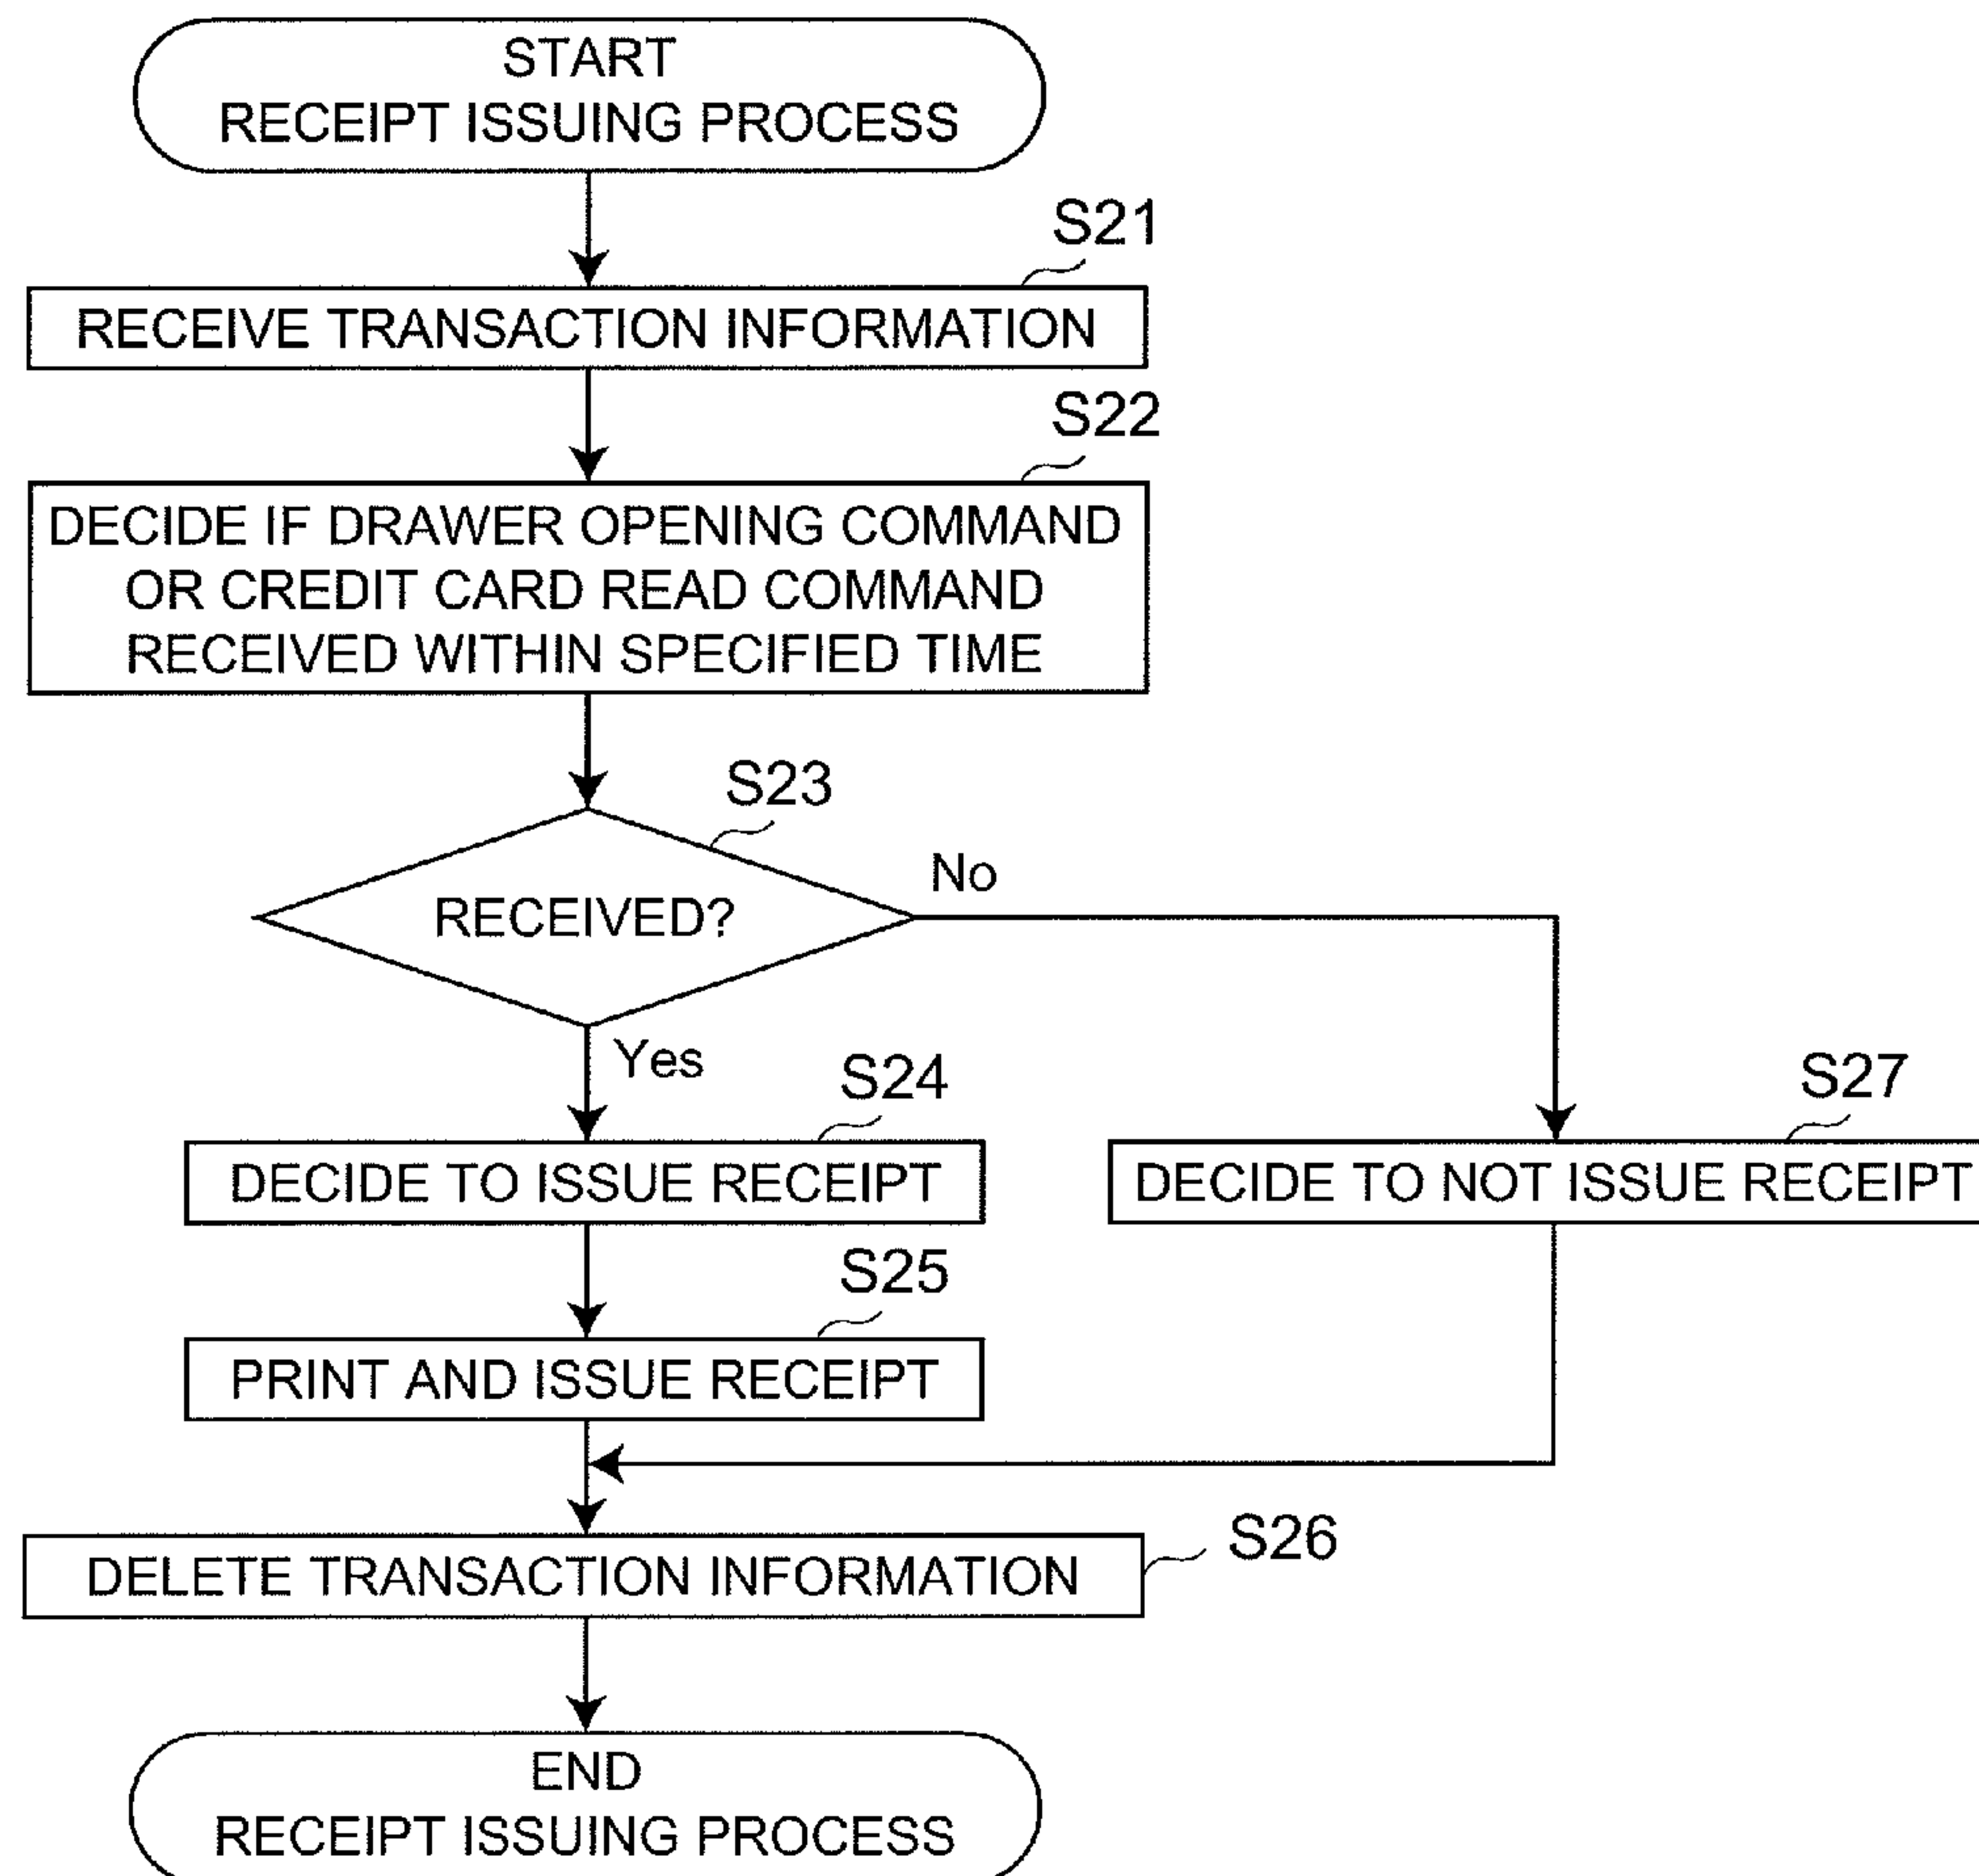 START
RECEIPT ISSUING PROCESS
S21
RECEIVE TRANSACTION INFORMATION
S22
DECIDE IF DRAWER OPENING COMMAND
OR CREDIT CARD READ COMMAND
RECEIVED WITHIN SPECIFIED TIME
S23
RECEIVED?
No
Yes
S24
DECIDE TO ISSUE RECEIPT
S27
DECIDE TO NOT ISSUE RECEIPT
S25
PRINT AND ISSUE RECEIPT
S26
DELETE TRANSACTION INFORMATION
END
RECEIPT ISSUING PROCESS